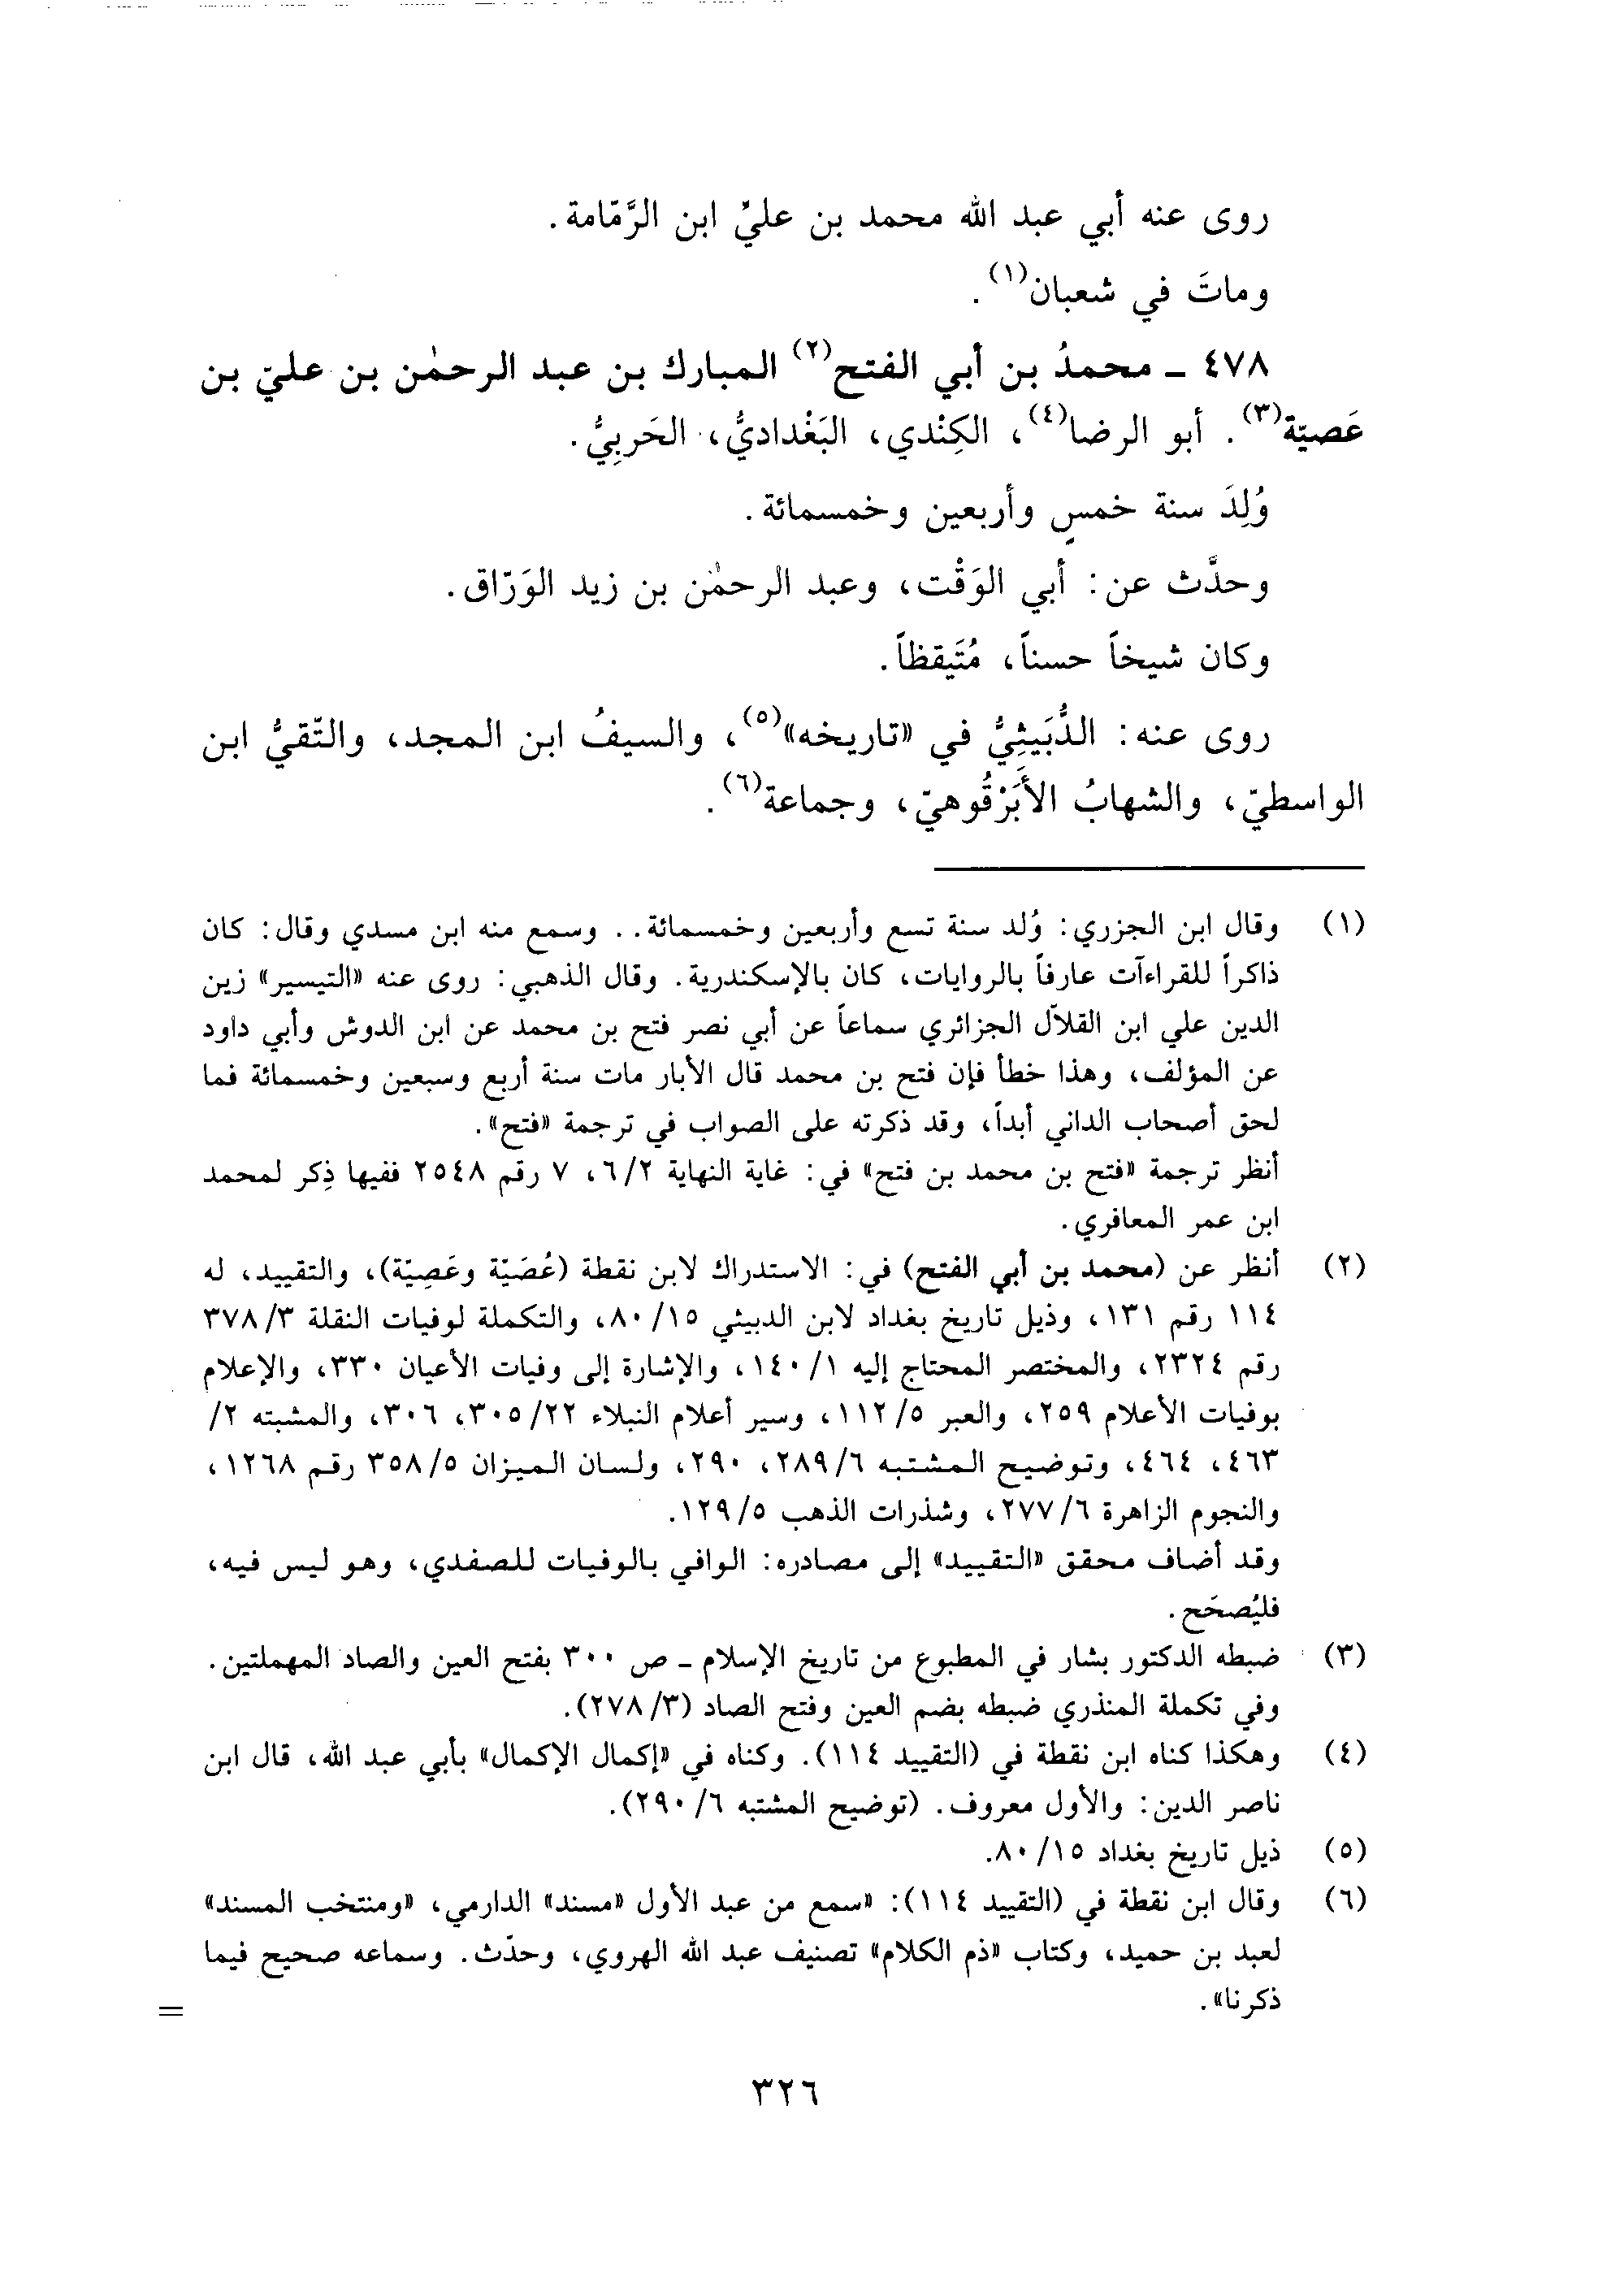 روى عنه أبي عبد الله محمد بن عليٍّ ابن الرَّمّامة.
وماتَ في شعبان(١).
٤٧٨ ـ محمدُ بن أبي الفتح(٢) المبارك بن عبد الرحمٰن بن عليّ بن
عَصيّة(٣). أبو الرضا(٤)، الكِنْدي، البَغْداديُّ، الحَربِيُّ.
وُلِدَ سنة خمسٍ وأربعين وخمسمائة.
وحدَّث عن: أبي الوَقْت، وعبد الرحمٰن بن زيد الوَرّاق.
وكان شيخاً حسناً، مُتَيقظاً.
روى عنه: الدُّبَيثِيُّ في «تاريخه»(٥)، والسيفُ ابن المجد، والتّقيُّ ابن
الواسطيّ، والشهابُ الأَبَرْقُوهيّ، وجماعة(٦).
(١) وقال ابن الجزري: وُلد سنة تسع وأربعين وخمسمائة.. وسمع منه ابن مسدي وقال: كان
ذاكراً للقراءآت عارفاً بالروايات، كان بالإسكندرية. وقال الذهبي: روى عنه «التيسير» زين
الدين علي ابن القلاّل الجزائري سماعاً عن أبي نصر فتح بن محمد عن ابن الدوش وأبي داود
عن المؤلف، وهذا خطأ فإن فتح بن محمد قال الأبار مات سنة أربع وسبعين وخمسمائة فما
لحق أصحاب الداني أبداً، وقد ذكرته على الصواب في ترجمة «فتح».
أنظر ترجمة «فتح بن محمد بن فتح» في: غاية النهاية ٦/٢، ٧ رقم ٢٥٤٨ ففيها ذِكر لمحمد
ابن عمر المعافري.
(٢) أنظر عن (محمد بن أبي الفتح) في: الاستدراك لابن نقطة (عُصَيّة وعَصِيّة)، والتقييد، له
١١٤ رقم ١٣١، وذيل تاريخ بغداد لابن الدبيثي ٨٠/١٥، والتكملة لوفيات النقلة ٣٧٨/٣
رقم ٢٣٢٤، والمختصر المحتاج إليه ١٤٠/١، والإشارة إلى وفيات الأعيان ٣٣٠، والإعلام
بوفيات الأعلام ٢٥٩، والعبر ١١٢/٥، وسير أعلام النبلاء ٣٠٥/٢٢، ٣٠٦، والمشبته ٢/
٤٦٣، ٤٦٤، وتوضيح المشتبه ٢٨٩/٦، ٢٩٠، ولسان الميزان ٣٥٨/٥ رقم ١٢٦٨،
والنجوم الزاهرة ٢٧٧/٦، وشذرات الذهب ١٢٩/٥.
وقد أضاف محقق «التقييد» إلى مصادره: الوافي بالوفيات للصفدي، وهو ليس فيه،
فليُصحَح.
(٣) ضبطه الدكتور بشار في المطبوع من تاريخ الإسلام ـ ص ٣٠٠ بفتح العين والصاد المهملتين.
وفي تكملة المنذري ضبطه بضم العين وفتح الصاد (٢٧٨/٣).
(٤) وهكذا كناه ابن نقطة في (التقييد ١١٤). وكناه في «إكمال الإكمال» بأبي عبد الله، قال ابن
ناصر الدين: والأول معروف. (توضيح المشتبه ٢٩٠/٦).
(٥) ذيل تاريخ بغداد ٨٠/١٥.
(٦) وقال ابن نقطة في (التقييد ١١٤): «سمع من عبد الأول «مسند» الدارمي، «ومنتخب المسند»
لعبد بن حميد، وكتاب «ذم الكلام» تصنيف عبد الله الهروي، وحدّث. وسماعه صحيح فيما
ذكرنا». =
٣٢٦